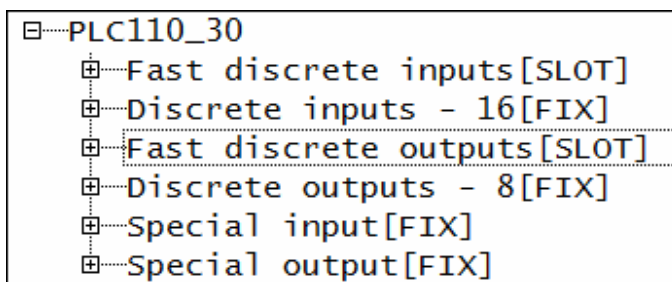 PLC110_30
Fast discrete inputs[SLOT]
Discrete inputs - 16[FIX]
Fast discrete outputs[SLOT]
Discrete outputs - 8[FIX]
Special input[FIX]
Special output[FIX]